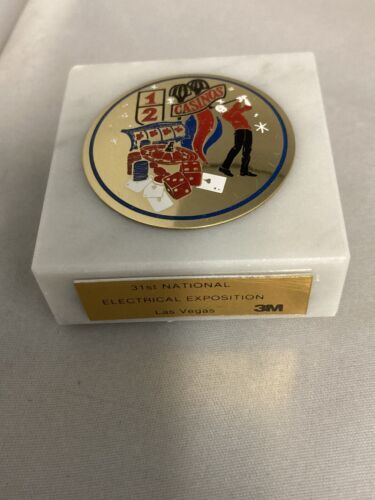 1
2
CASINOS
31st NATIONAL
ELECTRICAL EXPOSITION
Las Vegas 3M